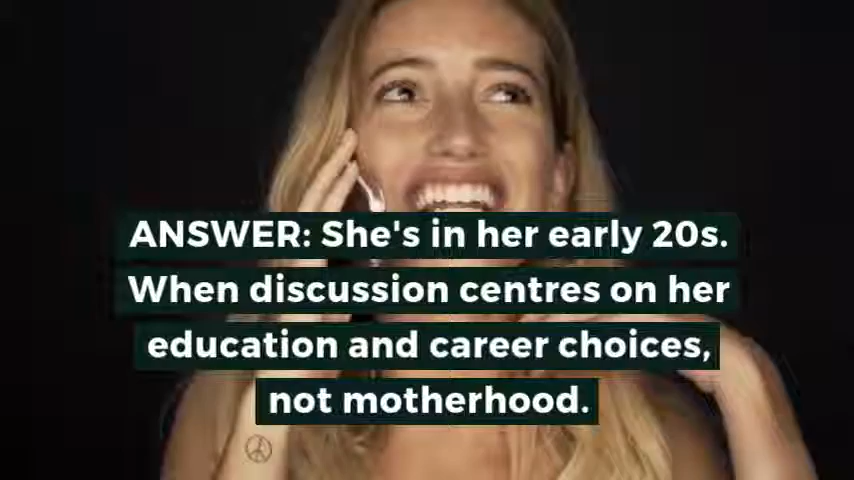 ANSWER: She's in her early 20s.
When discussion centres on her
education and career choices,
not motherhood.